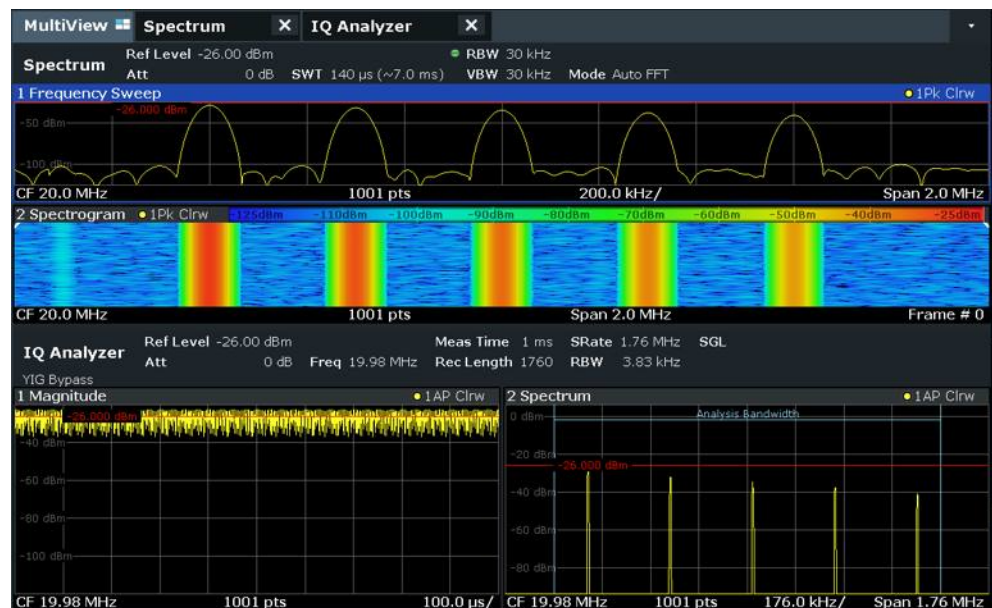 MultiView Spectrum X IQ Analyzer X
Spectrum
Ref Level -26.00 dBm RBW 30 kHz
Att 0 dB SWT 140 µs (~7.0 ms) VBW 30 kHz Mode Auto FFT
1 Frequency Sweep 1Pk Clrw
-26.000 dBm
-50 dBm
-100 dBm
CF 20.0 MHz 1001 pts 200.0 kHz/ Span 2.0 MHz
2 Spectrogram 1Pk Clrw -125dBm -110dBm -100dBm -90dBm -80dBm -70dBm -60dBm -50dBm -40dBm -25dBm
CF 20.0 MHz 1001 pts Span 2.0 MHz Frame # 0
IQ Analyzer
Ref Level -26.00 dBm Meas Time 1 ms SRate 1.76 MHz SGL
Att 0 dB Freq 19.98 MHz Rec Length 1760 RBW 3.83 kHz
YIG Bypass
1 Magnitude 1AP Clrw
-26.000 dBm
-40 dBm
-60 dBm
-80 dBm
-100 dBm
CF 19.98 MHz 1001 pts 100.0 µs/
2 Spectrum 1AP Clrw
0 dBm
Analysis Bandwidth
-20 dBm
-26.000 dBm
-40 dBm
-60 dBm
-80 dBm
CF 19.98 MHz 1001 pts 176.0 kHz/ Span 1.76 MHz